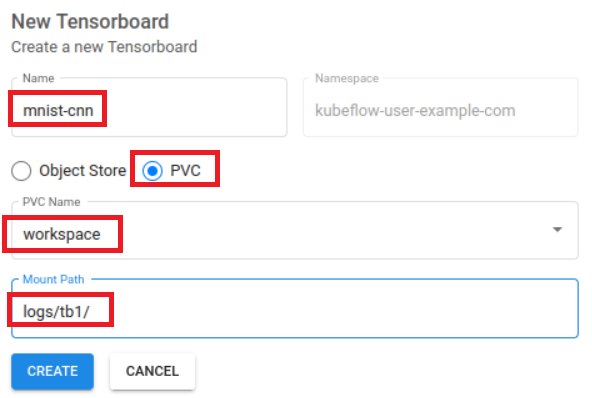 New Tensorboard
Create a new Tensorboard
Name
Namespace
mnist-cnn
kubeflow-user-example-com
Object Store
PVC
PVC Name
workspace
Mount Path
logs/tb1/
CREATE
CANCEL